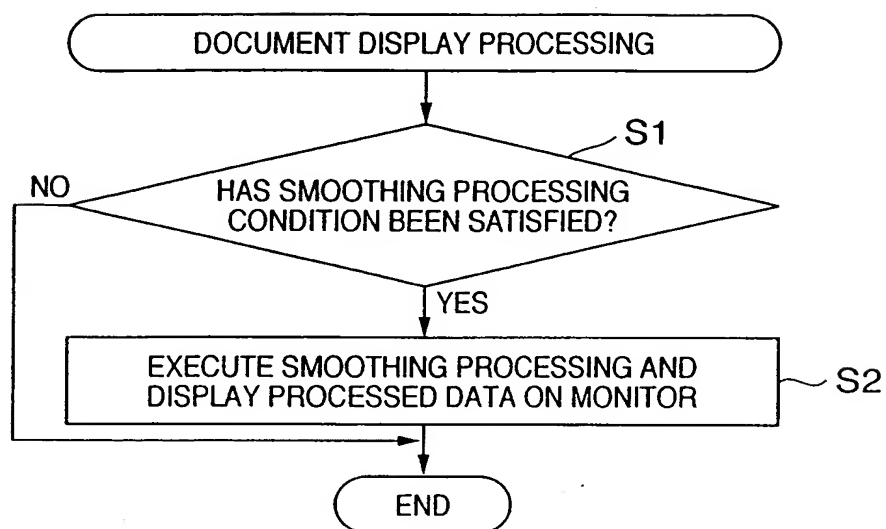 DOCUMENT DISPLAY PROCESSING
S1
NO
HAS SMOOTHING PROCESSING
CONDITION BEEN SATISFIED?
YES
EXECUTE SMOOTHING PROCESSING AND
DISPLAY PROCESSED DATA ON MONITOR
S2
END